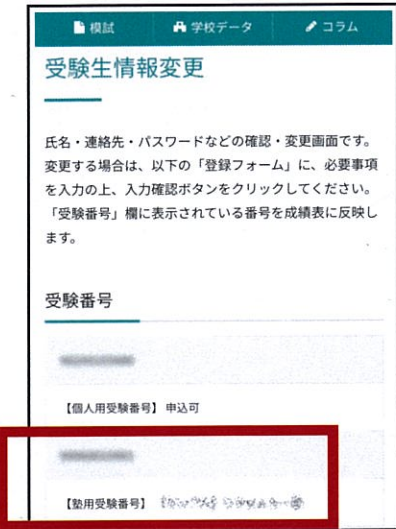 模試 学校データ コラム
受験生情報変更
氏名・連絡先・パスワードなどの確認・変更画面です。
変更する場合は、以下の「登録フォーム」に、必要事項
を入力の上、入力確認ボタンをクリックしてください。
「受験番号」欄に表示されている番号を成績表に反映し
ます。
受験番号
【個人用受験番号】 申込可
【塾用受験番号】